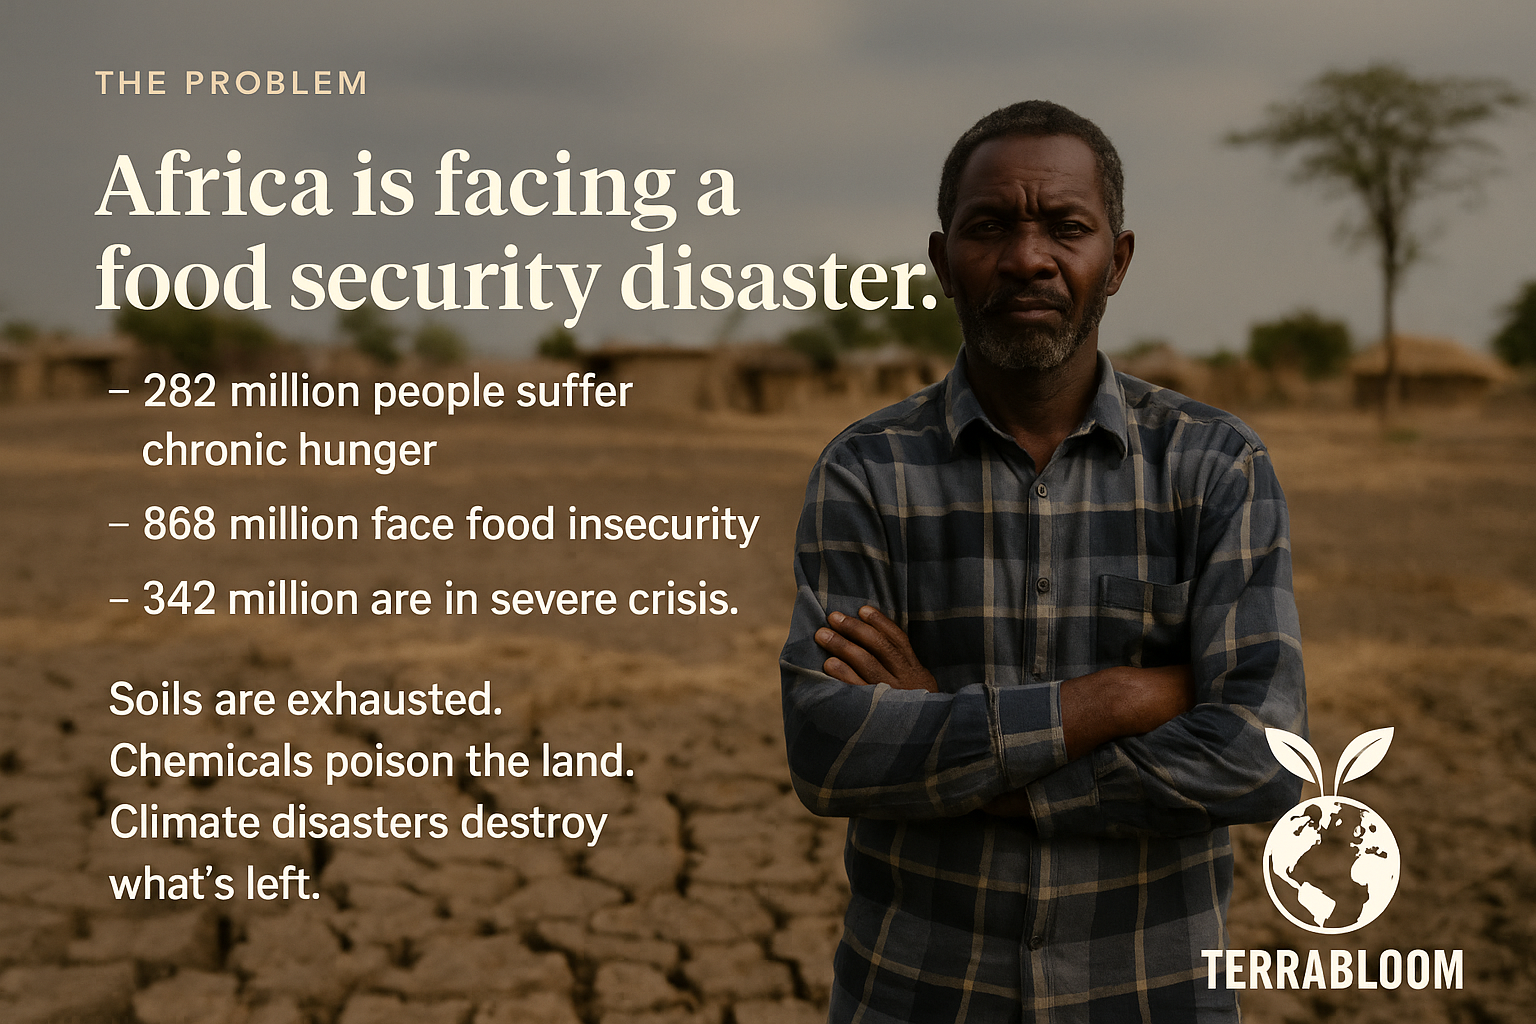 THE PROBLEM
Africa is facing a
food security disaster.
– 282 million people suffer
chronic hunger
– 868 million face food insecurity
– 342 million are in severe crisis.
Soils are exhausted.
Chemicals poison the land.
Climate disasters destroy
what's left.
TERRABLOOM